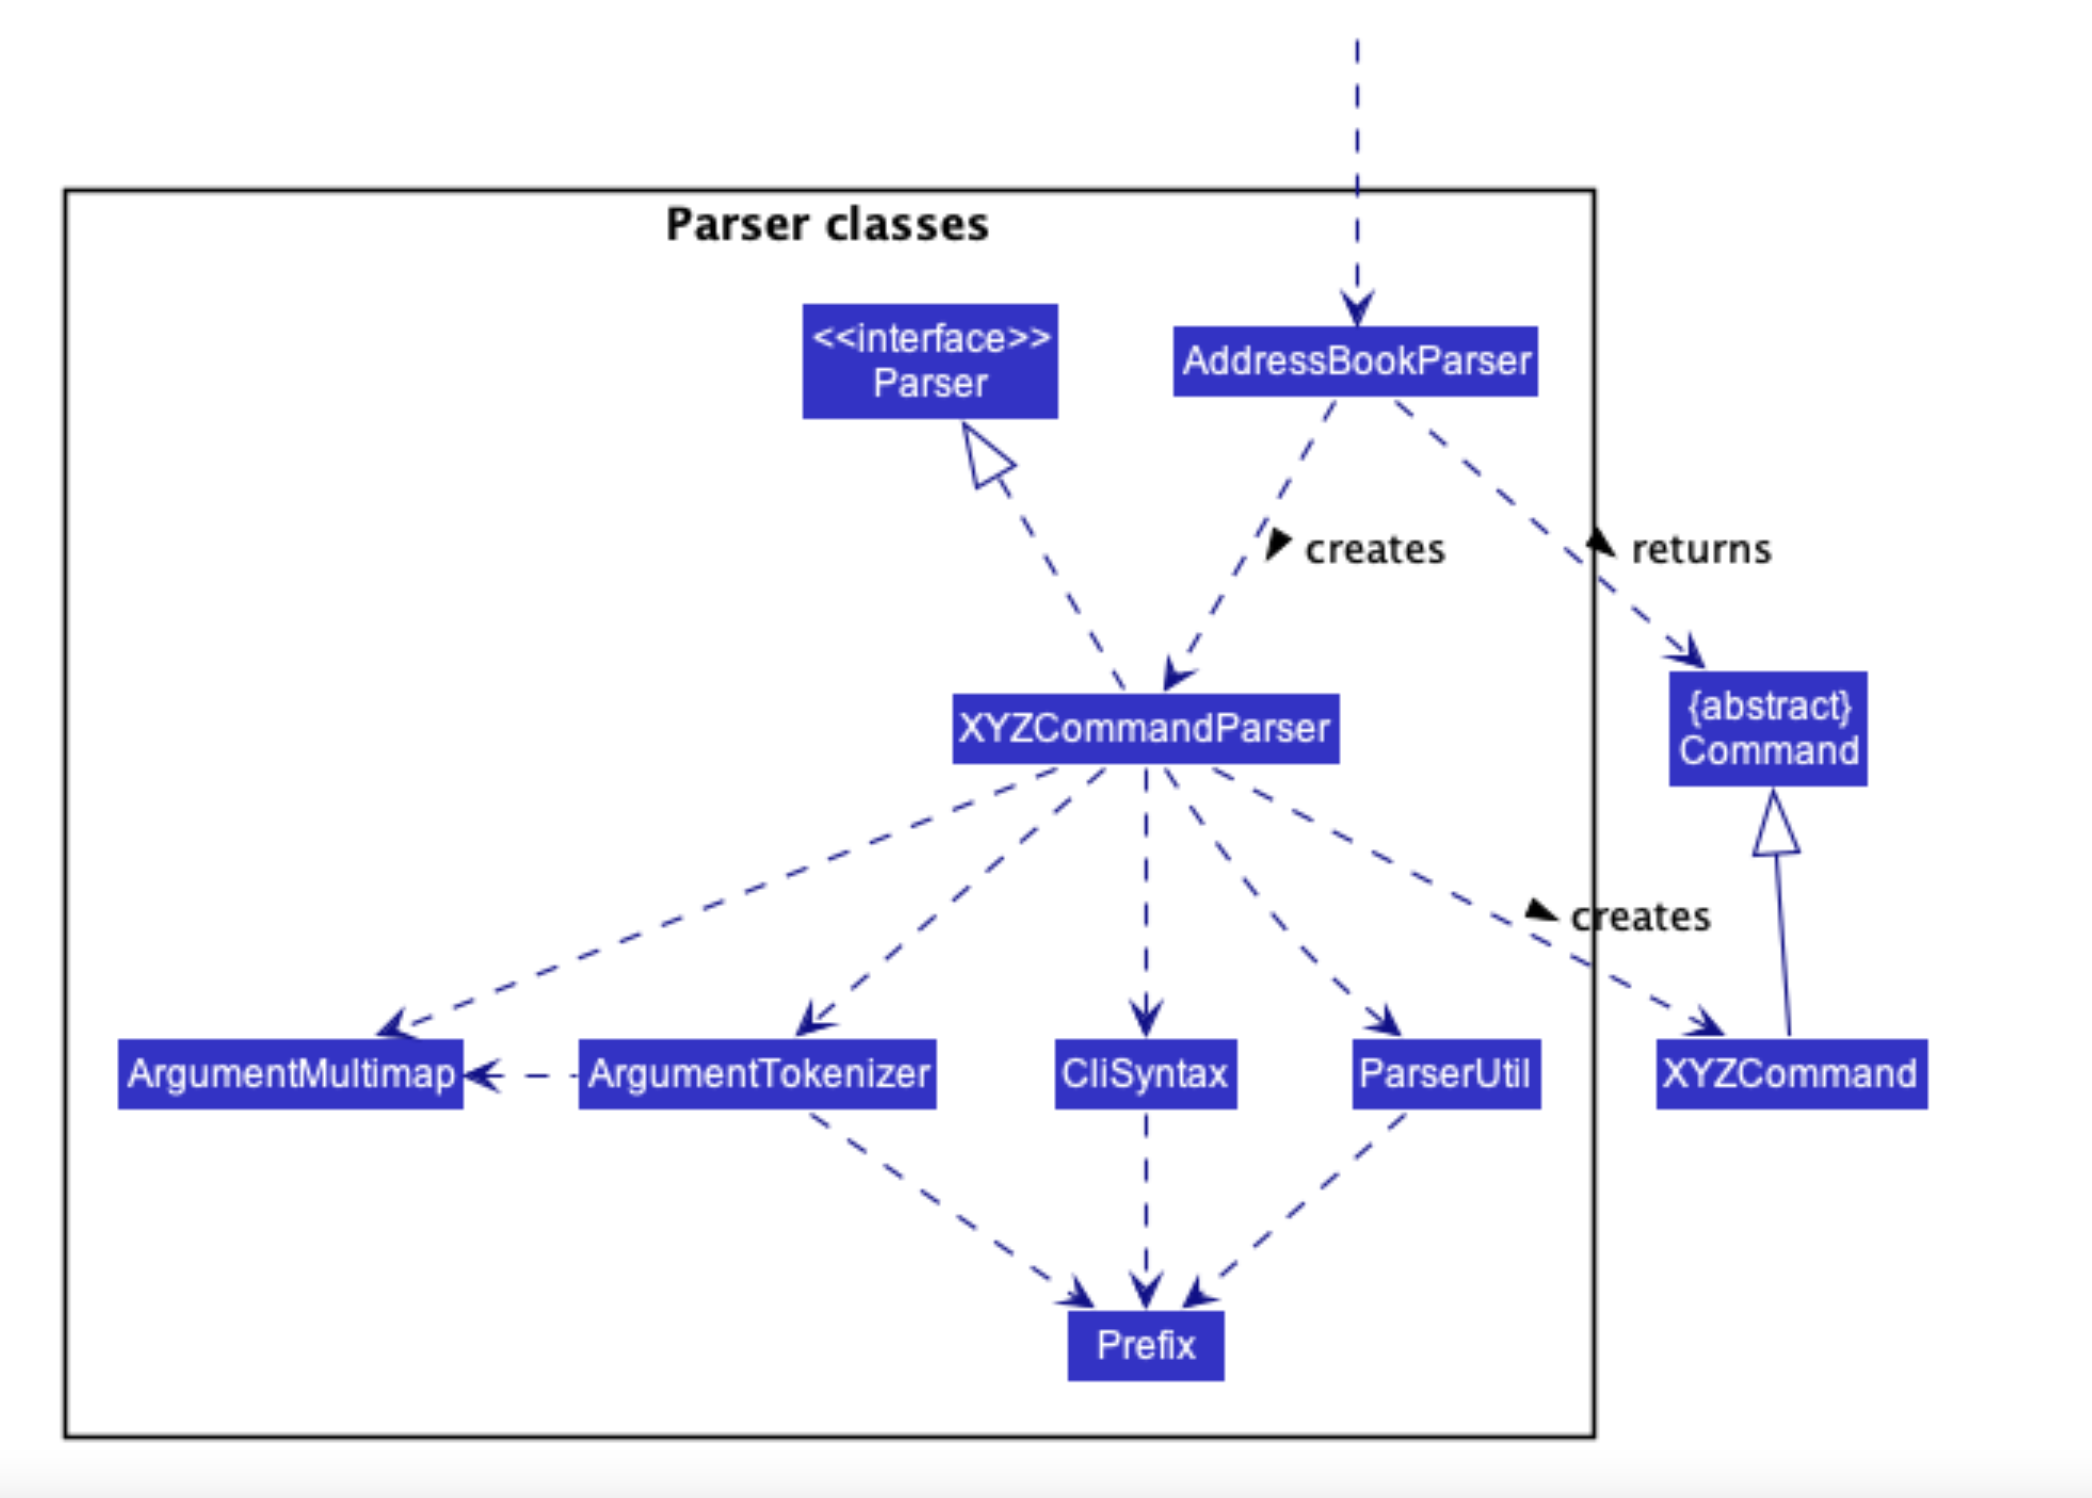 Parser classes
<<interface>>
Parser
AddressBookParser
creates
returns
XYZCommandParser
{abstract}
Command
creates
ArgumentMultimap
ArgumentTokenizer
CliSyntax
ParserUtil
XYZCommand
Prefix